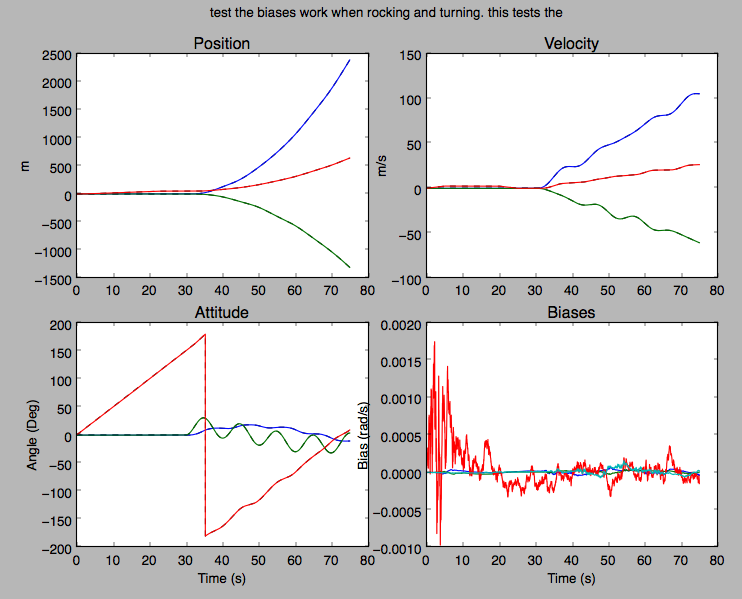 test the biases work when rocking and turning. this tests the
Position
Velocity
2500
2000
1500
1000
500
0
−500
−1000
−1500
m
0 10 20 30 40 50 60 70 80
150
100
50
0
−50
−100
m/s
0 10 20 30 40 50 60 70 80
Attitude
Biases
200
150
100
50
0
−50
−100
−150
−200
Angle (Deg)
0 10 20 30 40 50 60 70 80
Time (s)
0.0020
0.0015
0.0010
0.0005
0.0000
−0.0005
−0.0010
Bias (rad/s)
0 10 20 30 40 50 60 70 80
Time (s)